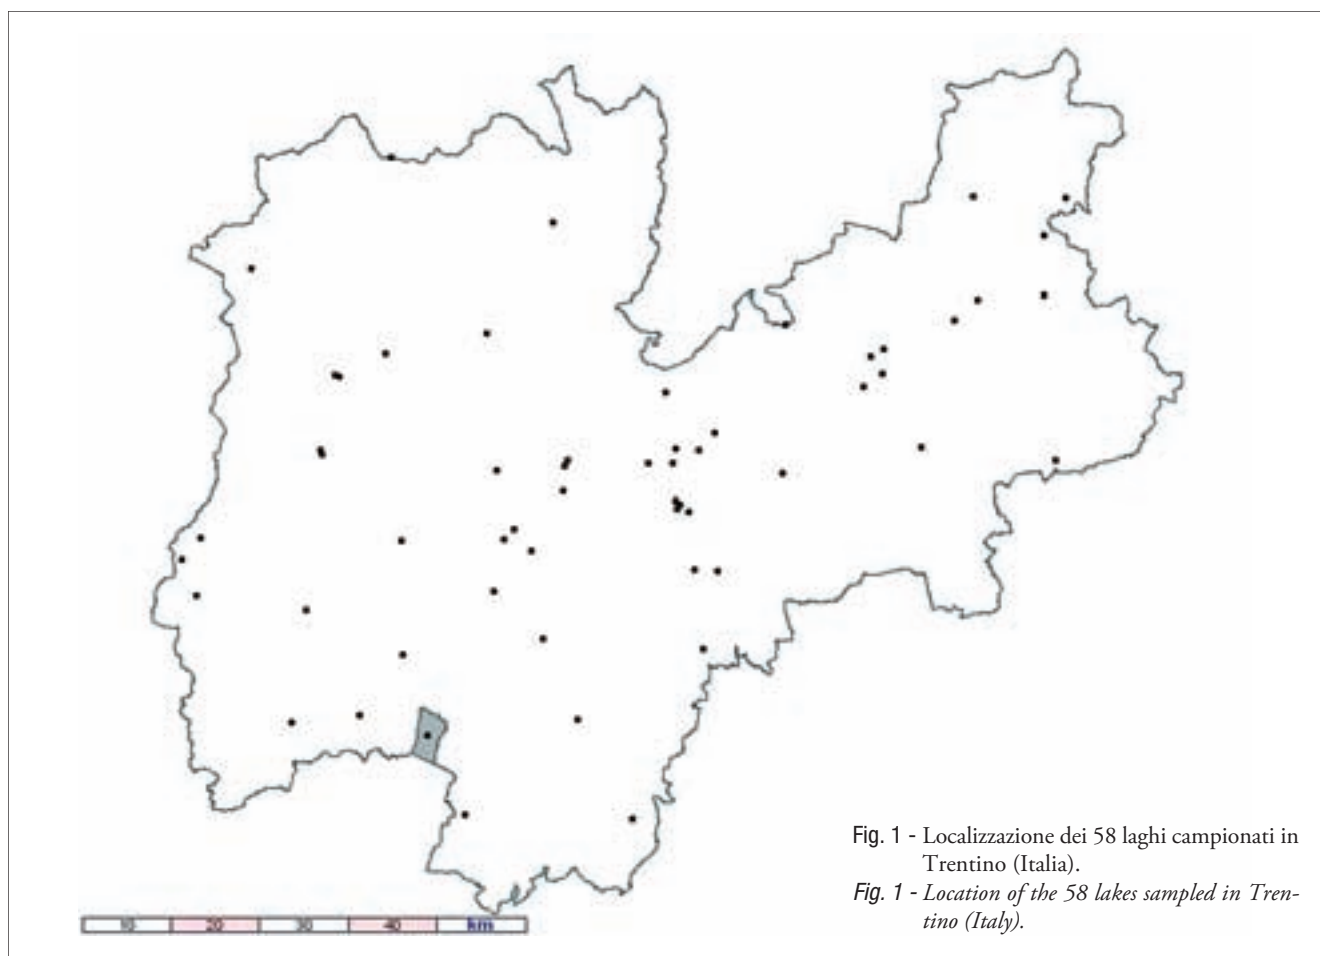 Fig. 1 - Localizzazione dei 58 laghi campionati in
Trentino (Italia).
Fig. 1 - Location of the 58 lakes sampled in Tren-
tino (Italy).
10 20 30 40 km